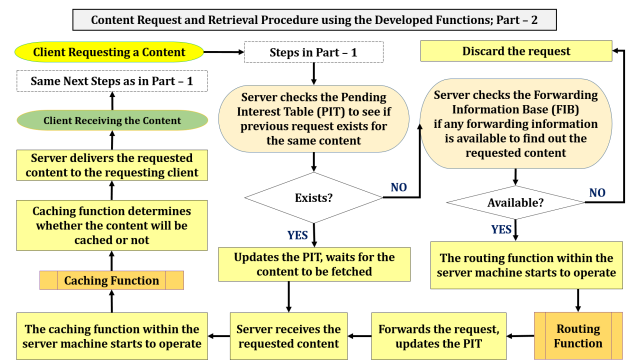 Content Request and Retrieval Procedure using the Developed Functions; Part – 2
Client Requesting a Content
Steps in Part – 1
Discard the request
Same Next Steps as in Part – 1
Client Receiving the Content
Server delivers the requested
content to the requesting client
Caching function determines
whether the content will be
cached or not
Caching Function
The caching function within the
server machine starts to operate
Server checks the Pending
Interest Table (PIT) to see if
previous request exists for
the same content
Exists?
NO
YES
Updates the PIT, waits for the
content to be fetched
Server receives the
requested content
Server checks the Forwarding
Information Base (FIB)
if any forwarding information
is available to find out the
requested content
Available?
NO
YES
The routing function within the
server machine starts to operate
Routing
Function
Forwards the request,
updates the PIT